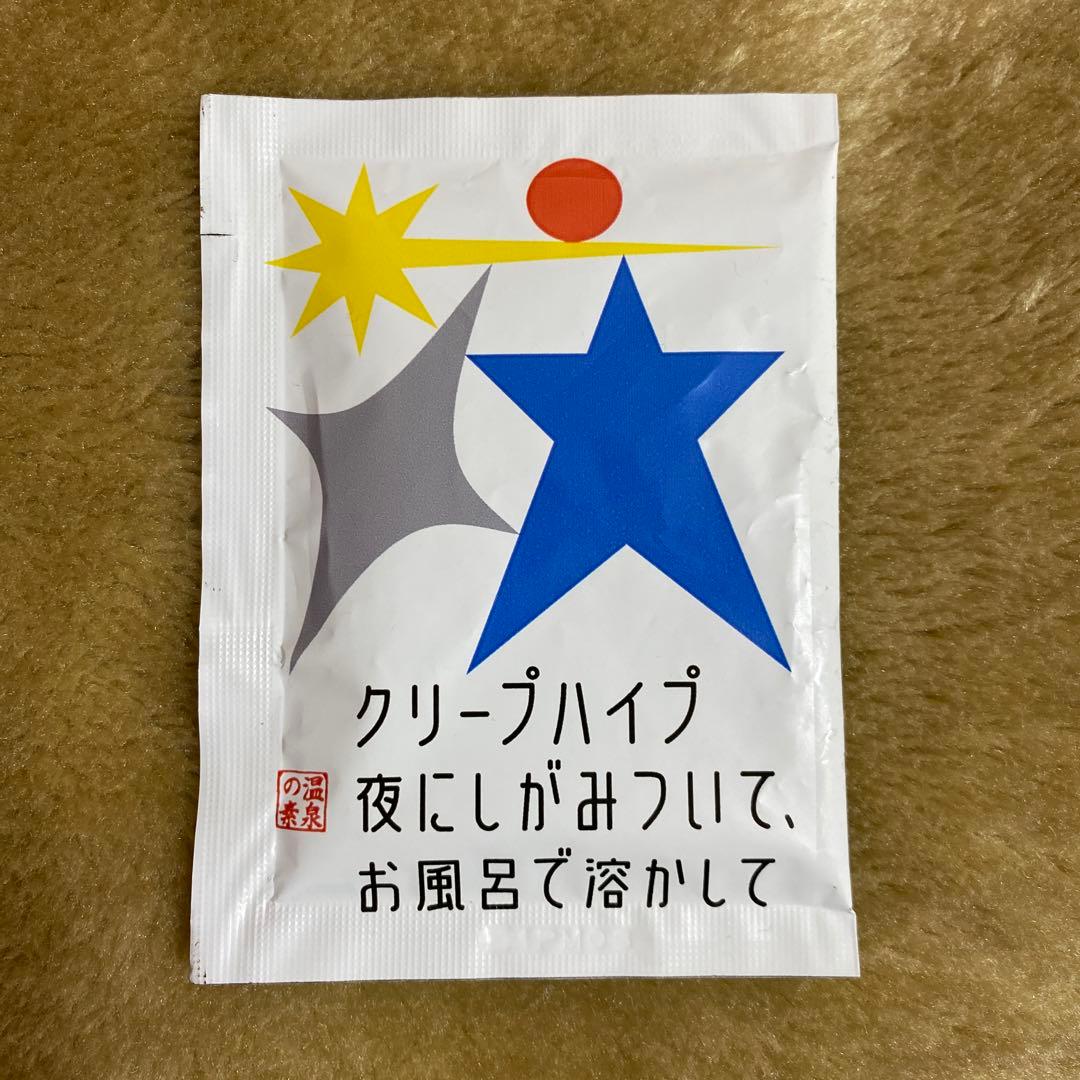 クリープハイプ
夜にしがみついて、
お風呂で溶かして
温泉
の素